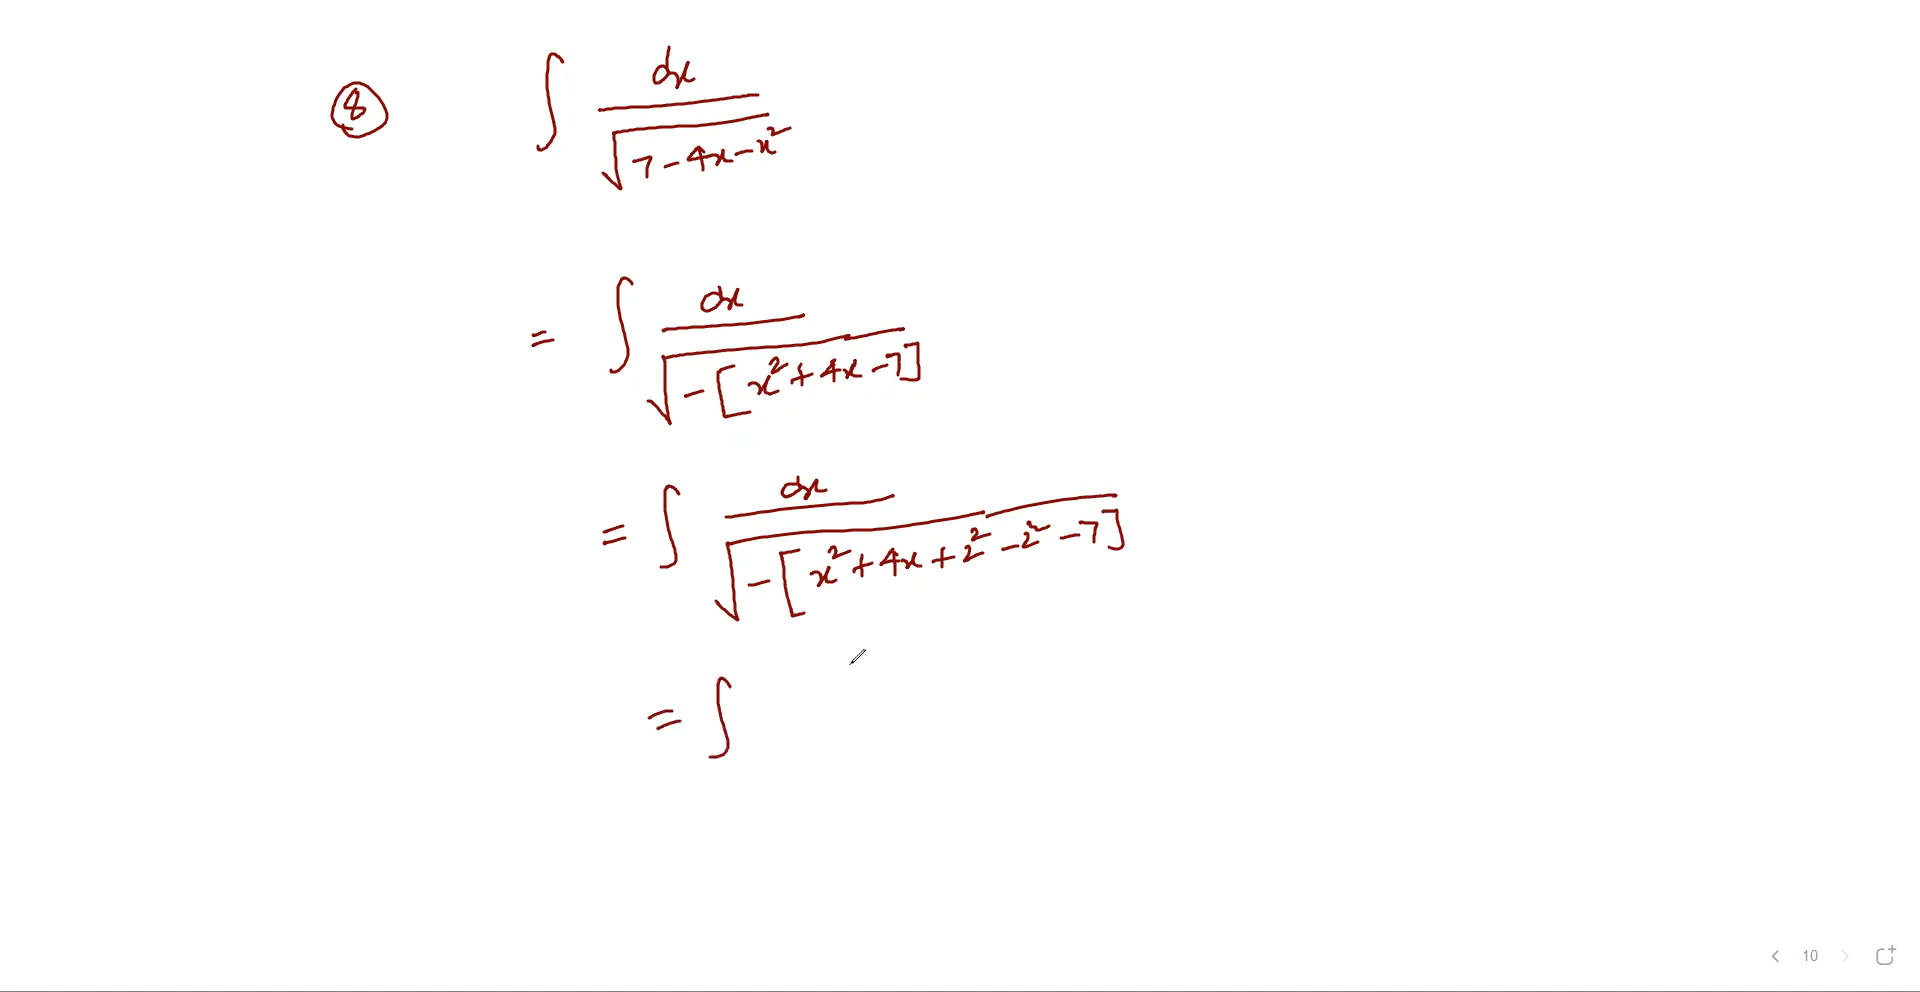 ⑧ ∫ dx / √(7 - 4x - x²)
= ∫ dx / √(-[x² + 4x - 7])
= ∫ dx / √(-[x² + 4x + 2² - 2² - 7])
= ∫
10